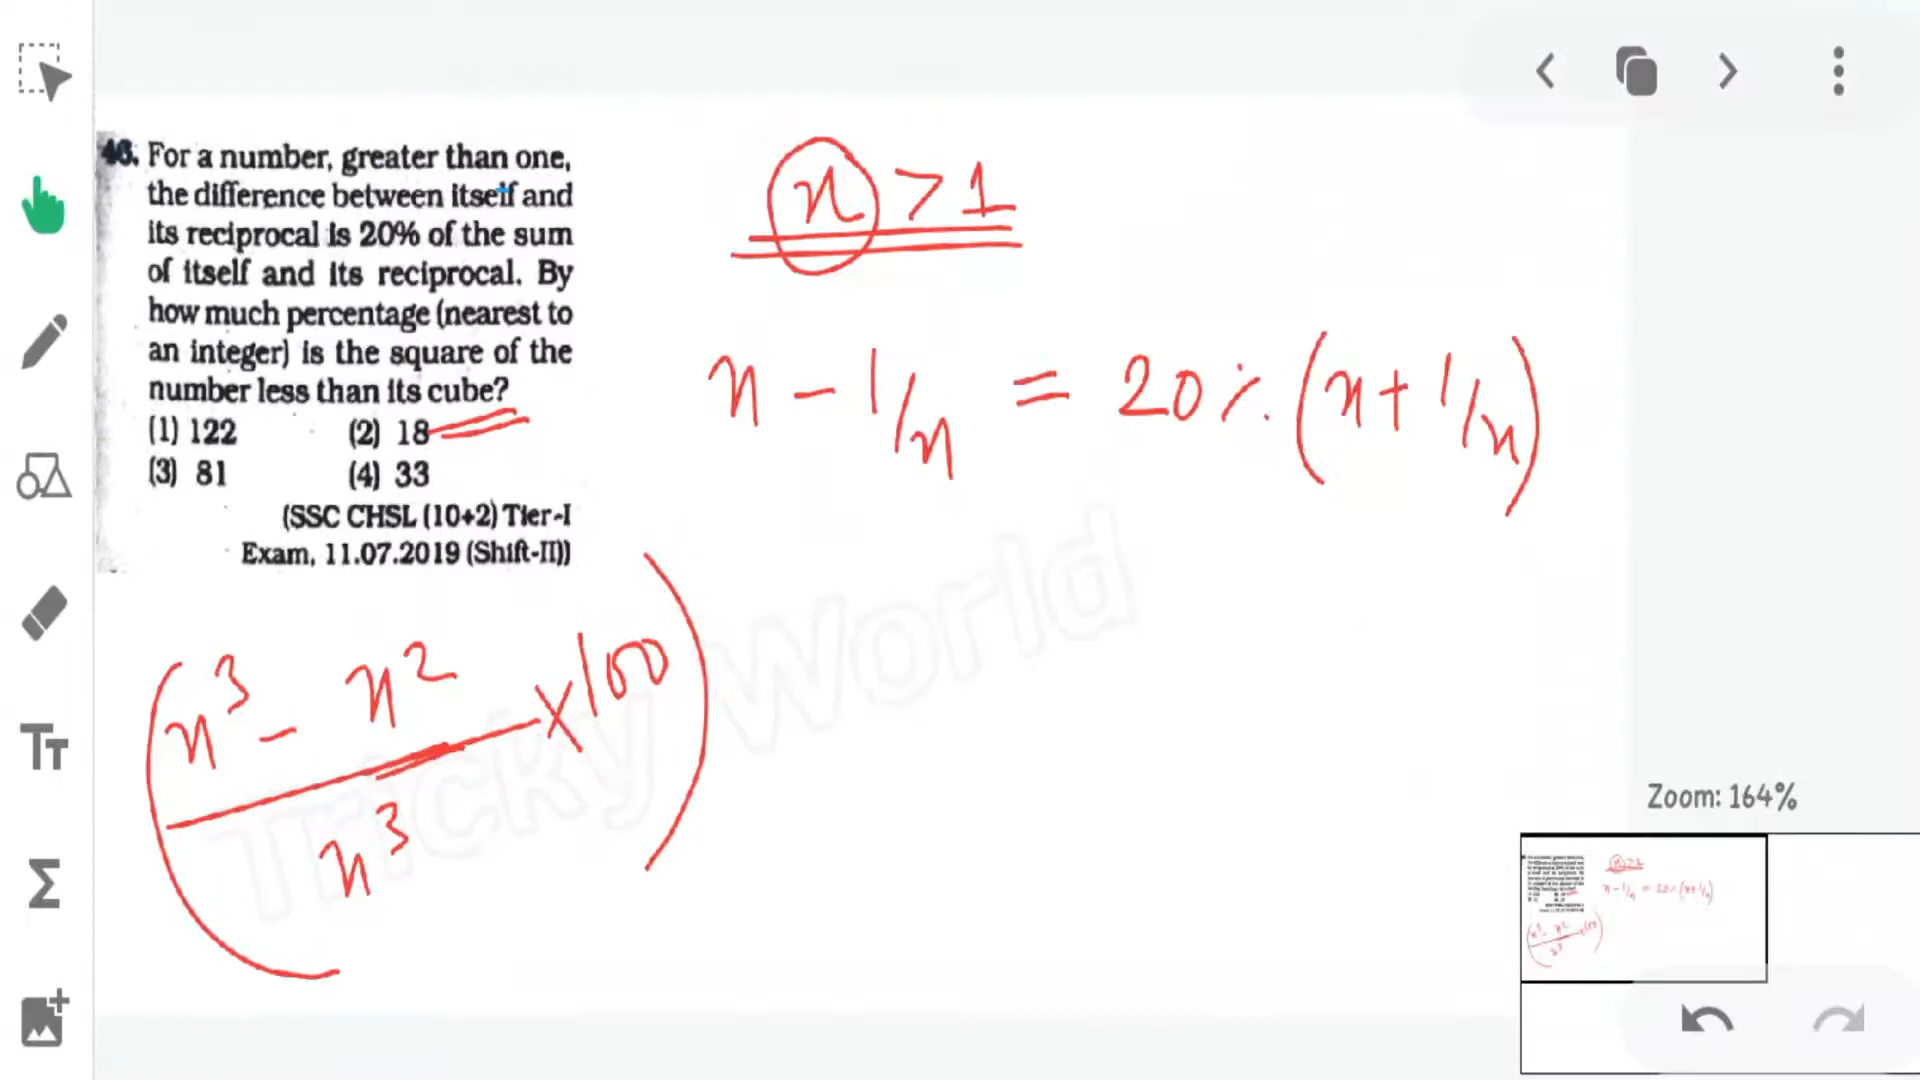 46. For a number, greater than one,
the difference between itself and
its reciprocal is 20% of the sum
of itself and its reciprocal. By
how much percentage (nearest to
an integer) is the square of the
number less than its cube?
(1) 122 (2) 18
(3) 81 (4) 33
(SSC CHSL (10+2) Tier-I
Exam, 11.07.2019 (Shift-II))
x > 1
x - 1/x = 20% (x + 1/x)
(x³ - x² / x³ × 100)
Tricky World
Tт
Σ
Zoom: 164%